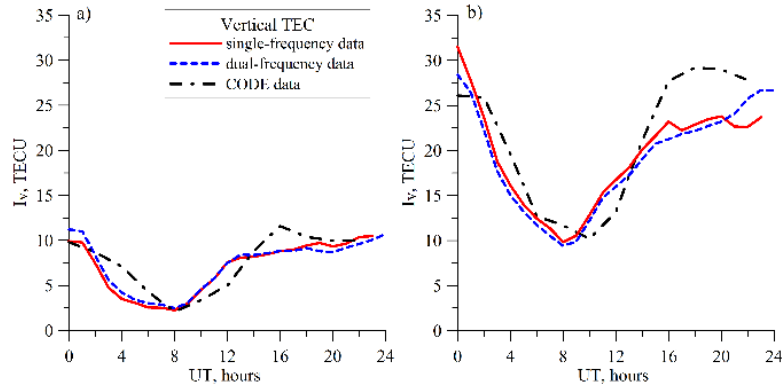 a)
Vertical TEC
single-frequency data
dual-frequency data
CODE data
35
30
25
20
15
10
5
0
Iv, TECU
0 4 8 12 16 20 24
UT, hours
b)
35
30
25
20
15
10
5
0
Iv, TECU
0 4 8 12 16 20 24
UT, hours